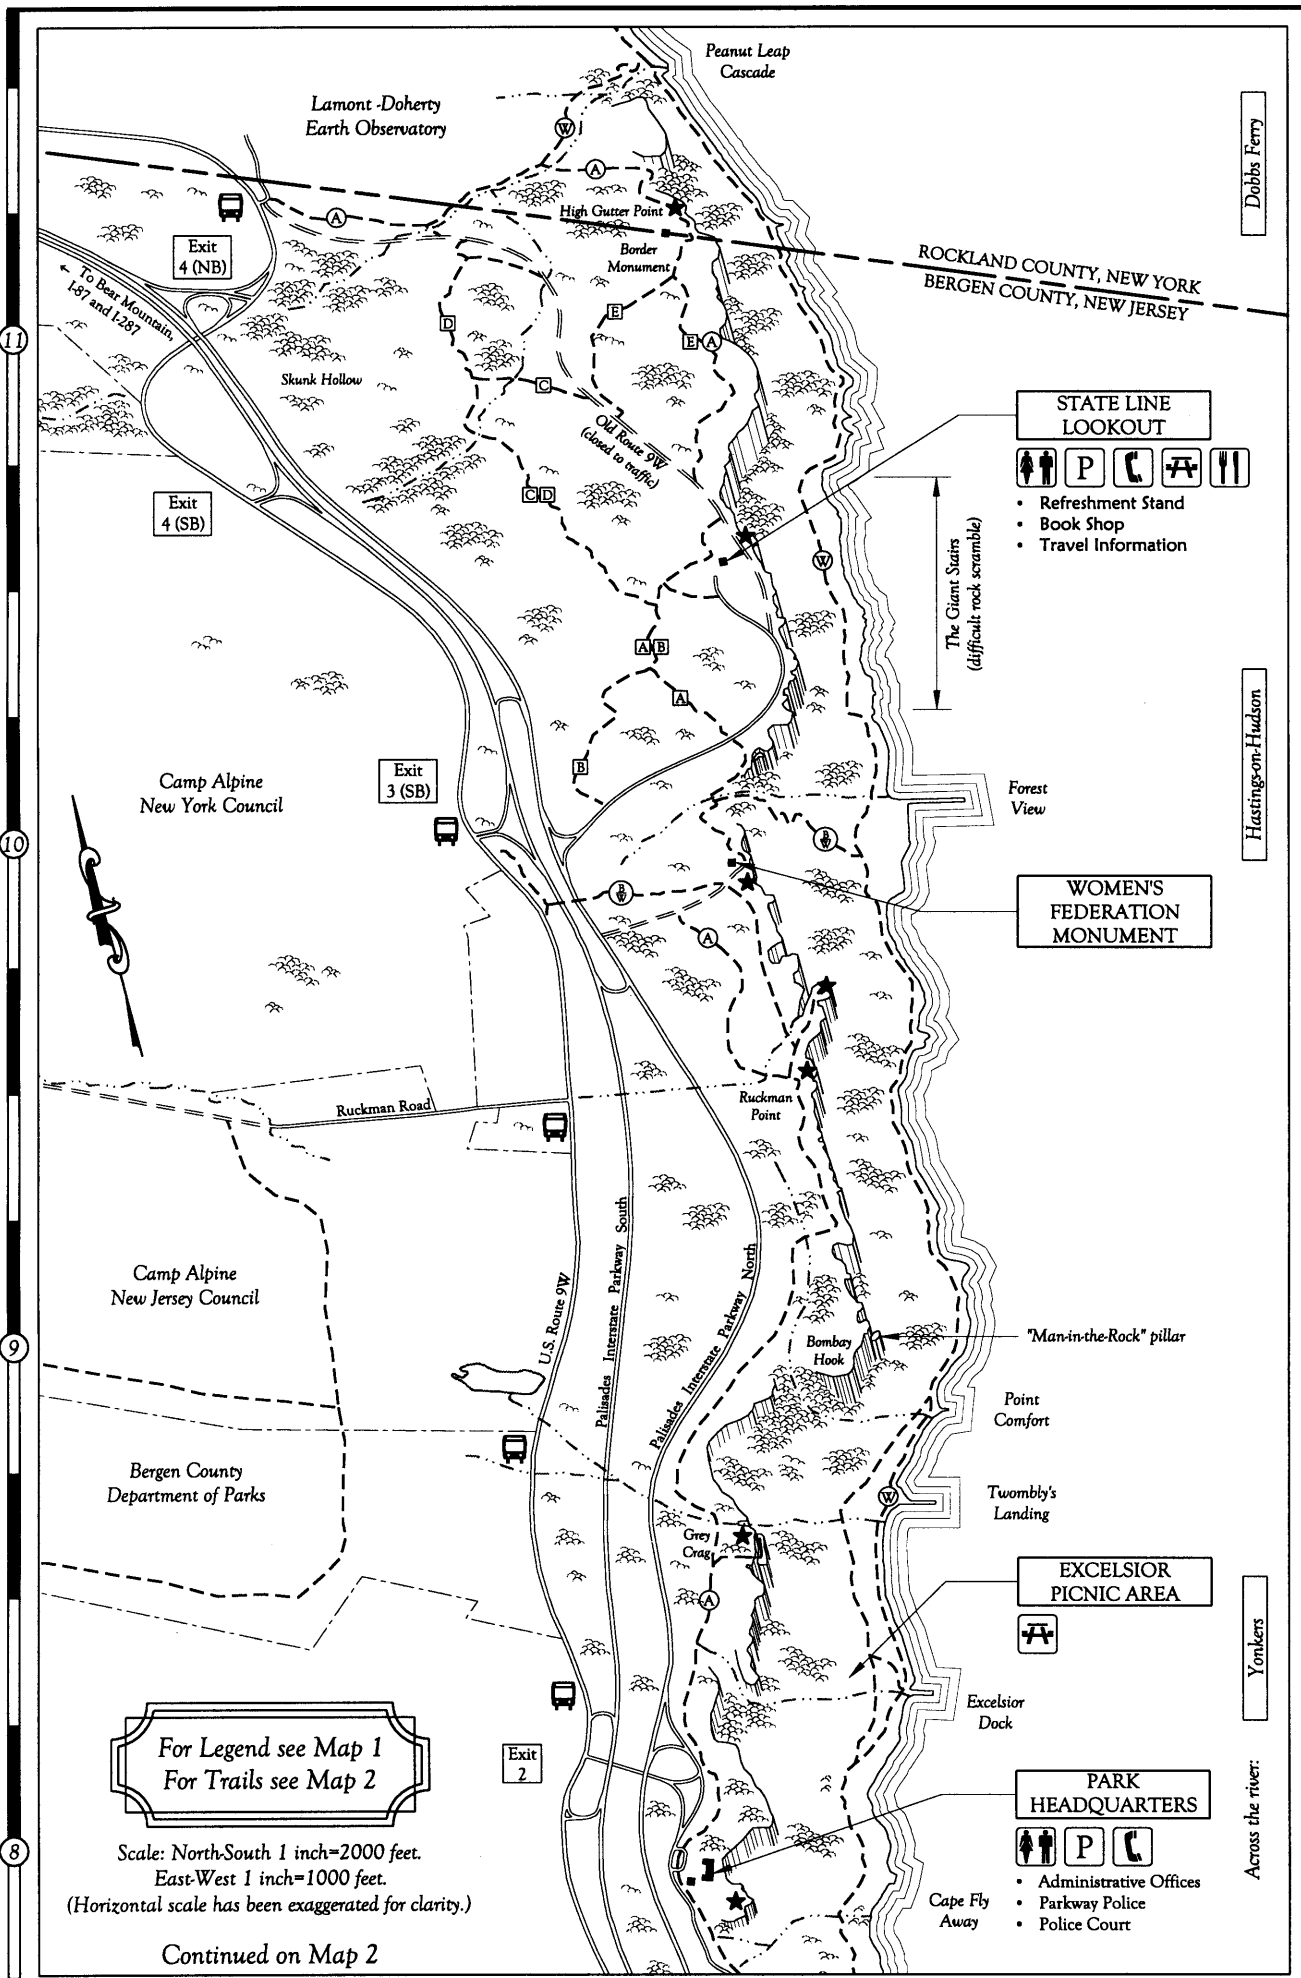 Peanut Leap
Cascade
Lamont -Doherty
Earth Observatory
W
A
A
High Gutter Point
Border
Monument
Dobbs Ferry
Exit
4 (NB)
ROCKLAND COUNTY, NEW YORK
BERGEN COUNTY, NEW JERSEY
← To Bear Mountain,
I-87 and I-287
11
D
E
E
A
Skunk Hollow
C
STATE LINE
LOOKOUT
P
• Refreshment Stand
• Book Shop
• Travel Information
Old Route 9W
(closed to traffic)
Exit
4 (SB)
C D
W
The Giant Stairs
(difficult rock scramble)
A B
A
B
Hastings-on-Hudson
Camp Alpine
New York Council
Exit
3 (SB)
Forest
View
10
B
W
B
W
WOMEN'S
FEDERATION
MONUMENT
A
Ruckman Road
Ruckman
Point
Camp Alpine
New Jersey Council
U.S. Route 9W
Palisades Interstate Parkway South
Palisades Interstate Parkway North
9
Bombay
Hook
"Man-in-the-Rock" pillar
Point
Comfort
Bergen County
Department of Parks
W
Twombly's
Landing
Grey
Crag
A
EXCELSIOR
PICNIC AREA
Yonkers
Excelsior
Dock
For Legend see Map 1
For Trails see Map 2
Exit
2
PARK
HEADQUARTERS
P
• Administrative Offices
• Parkway Police
• Police Court
Across the river:
8
Scale: North-South 1 inch=2000 feet.
East-West 1 inch=1000 feet.
(Horizontal scale has been exaggerated for clarity.)
Cape Fly
Away
Continued on Map 2